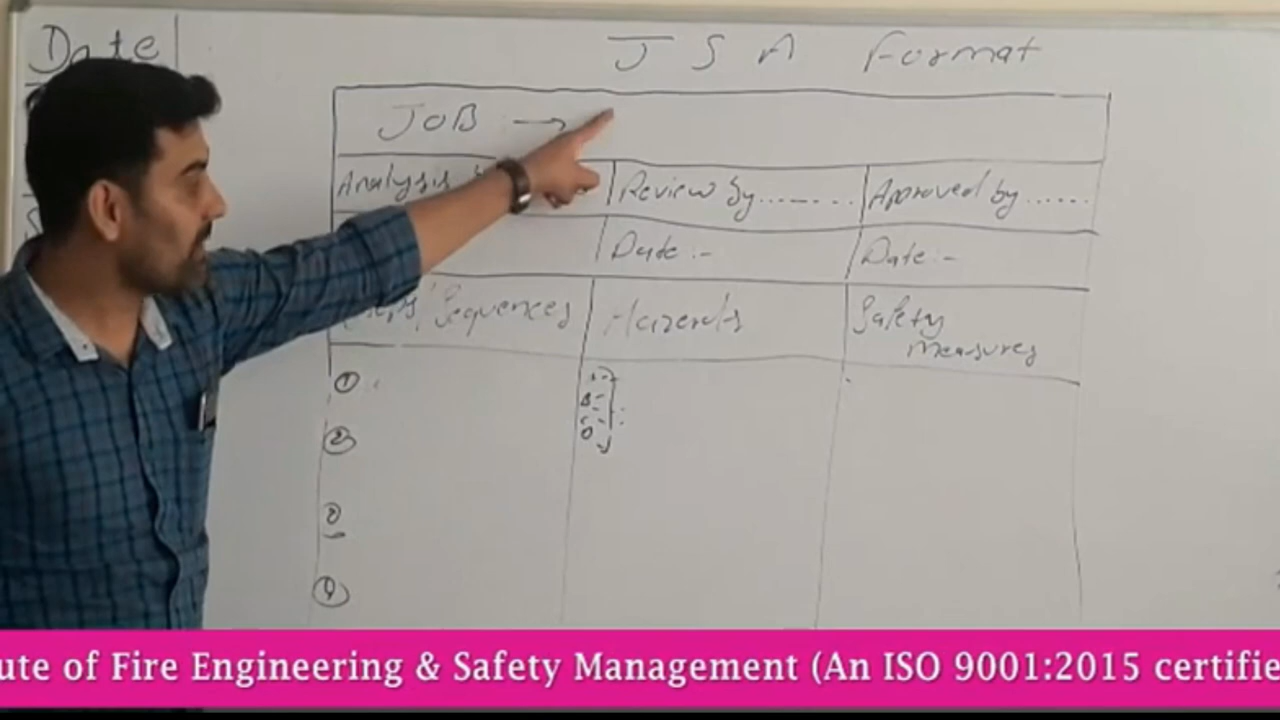 Date
J S A Format
JOB →
Analysis
Review by.......... Approved by......
Date :- Date :-
Sequences Hazards Safety Measures
①
②
3
④
A-
B-
C-
D
ute of Fire Engineering & Safety Management (An ISO 9001:2015 certifie